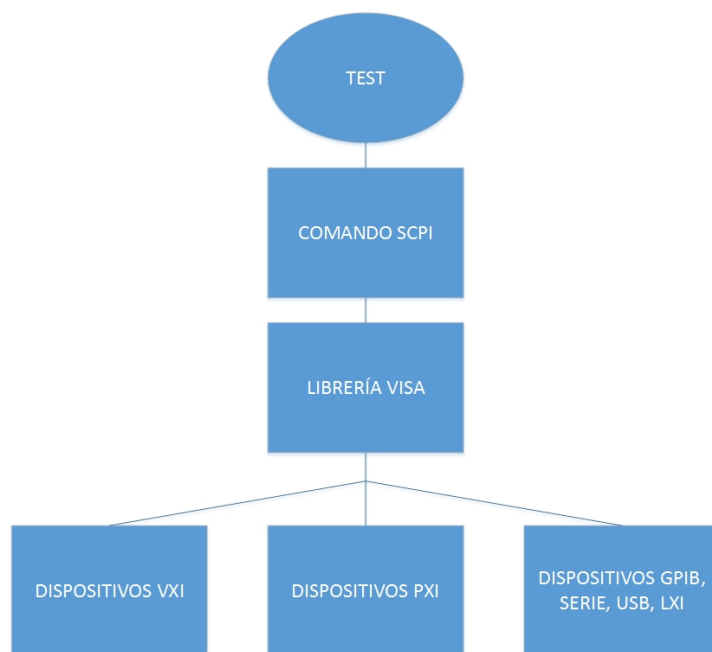 TEST
COMANDO SCPI
LIBRERÍA VISA
DISPOSITIVOS VXI
DISPOSITIVOS PXI
DISPOSITIVOS GPIB,
SERIE, USB, LXI